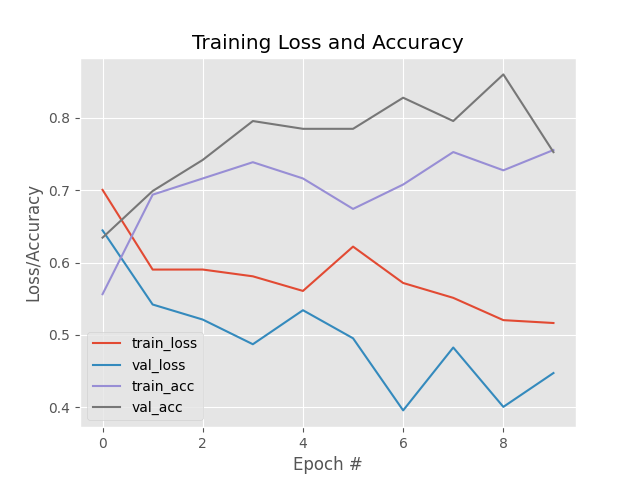 Training Loss and Accuracy
Loss/Accuracy
0.8
0.7
0.6
0.5
0.4
train_loss
val_loss
train_acc
val_acc
0 2 4 6 8
Epoch #